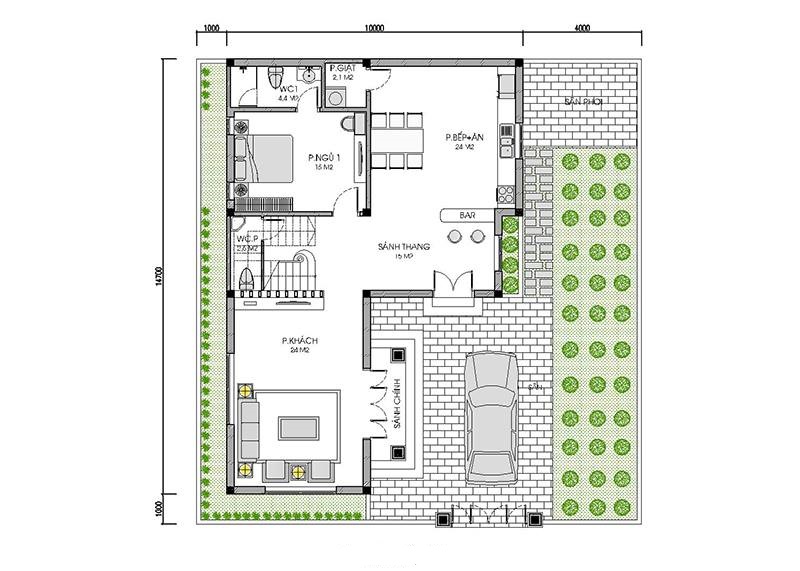 1000
10000
4000
P.GIẶT
2,1 M2
WC1
4,4 M2
SÂN PHƠI
P.BẾP+ĂN
24 M2
P.NGỦ 1
15 M2
BAR
WC.P
2,6 M2
SẢNH THANG
15 M2
14700
P.KHÁCH
24 M2
SẢNH CHÍNH
SÂN
1000